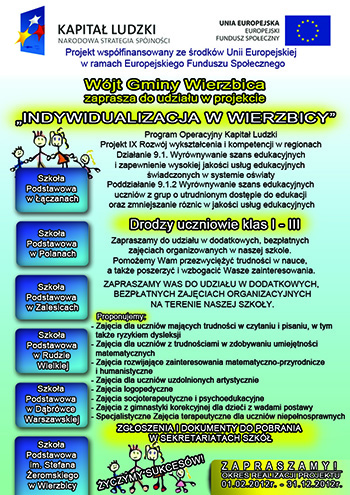 KAPITAŁ LUDZKI
NARODOWA STRATEGIA SPÓJNOŚCI
UNIA EUROPEJSKA
EUROPEJSKI
FUNDUSZ SPOŁECZNY
Projekt współfinansowany ze środków Unii Europejskiej
w ramach Europejskiego Funduszu Społecznego
Wójt Gminy Wierzbica
zaprasza do udziału w projekcie
„INDYWIDUALIZACJA W WIERZBICY”
Program Operacyjny Kapitał Ludzki
Projekt IX Rozwój wykształcenia i kompetencji w regionach
Działanie 9.1. Wyrównywanie szans edukacyjnych
i zapewnienie wysokiej jakości usług edukacyjnych
świadczonych w systemie oświaty
Poddziałanie 9.1.2 Wyrównywanie szans edukacyjnych
uczniów z grup o utrudnionym dostępie do edukacji
oraz zmniejszanie różnic w jakości usług edukacyjnych
Drodzy uczniowie klas I - III
Zapraszamy do udziału w dodatkowych, bezpłatnych
zajęciach organizowanych w naszej szkole.
Pomożemy Wam przezwyciężyć trudności w nauce,
a także poszerzyć i wzbogacić Wasze zainteresowania.
ZAPRASZAMY WAS DO UDZIAŁU W DODATKOWYCH,
BEZPŁATNYCH ZAJĘCIACH ORGANIZACYJNYCH
NA TERENIE NASZEJ SZKOŁY.
Proponujemy:
- Zajęcia dla uczniów mających trudności w czytaniu i pisaniu, w tym
także ryzykiem dysleksji
- Zajęcia dla uczniów z trudnościami w zdobywaniu umiejętności
matematycznych
- Zajęcia rozwijające zainteresowania matematyczno-przyrodnicze
i humanistyczne
- Zajęcia dla uczniów uzdolnionych artystycznie
- Zajęcia logopedyczne
- Zajęcia socjoterapeutyczne i psychoedukacyjne
- Zajęcia z gimnastyki korekcyjnej dla dzieci z wadami postawy
- Specjalistyczne Zajęcia terapeutyczne dla uczniów niepełnosprawnych
ZGŁOSZENIA I DOKUMENTY DO POBRANIA
W SEKRETARIATACH SZKÓŁ
ŻYCZYMY SUKCESÓW!
ZAPRASZAMY!
OKRES REALIZACJI PROJEKTU
01.02.2012r. - 31.12.2012r.
Szkoła
Podstawowa
w Łączanach
Szkoła
Podstawowa
w Polanach
Szkoła
Podstawowa
w Zalesicach
Szkoła
Podstawowa
w Rudzie
Wielkiej
Szkoła
Podstawowa
w Dąbrówce
Warszawskiej
Szkoła
Podstawowa
im. Stefana
Żeromskiego
w Wierzbicy